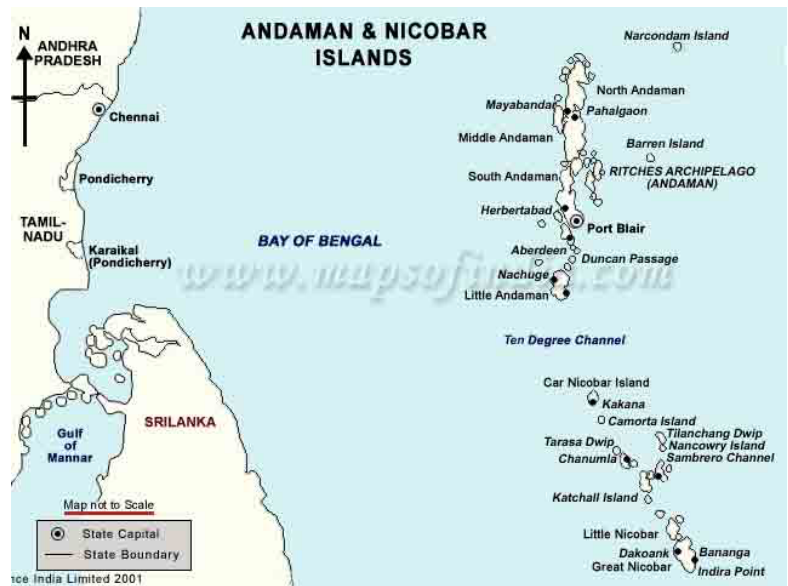 ANDAMAN & NICOBAR
ISLANDS
N
ANDHRA
PRADESH
Chennai
Pondicherry
TAMIL-
NADU
Karaikal
(Pondicherry)
BAY OF BENGAL
www.mapsofindia.com
Narcondam Island
North Andaman
Mayabandar
Pahalgaon
Middle Andaman
Barren Island
South Andaman
RITCHES ARCHIPELAGO
(ANDAMAN)
Herbertabad
Port Blair
Aberdeen
Duncan Passage
Nachuge
Little Andaman
Ten Degree Channel
Car Nicobar Island
Kakana
Camorta Island
Tilanchang Dwip
Tarasa Dwip
Nancowry Island
Chanumla
Sambrero Channel
Katchall Island
Little Nicobar
Dakoank
Bananga
Great Nicobar
Indira Point
SRILANKA
Gulf
of
Mannar
Map not to Scale
State Capital
State Boundary
nce India Limited 2001